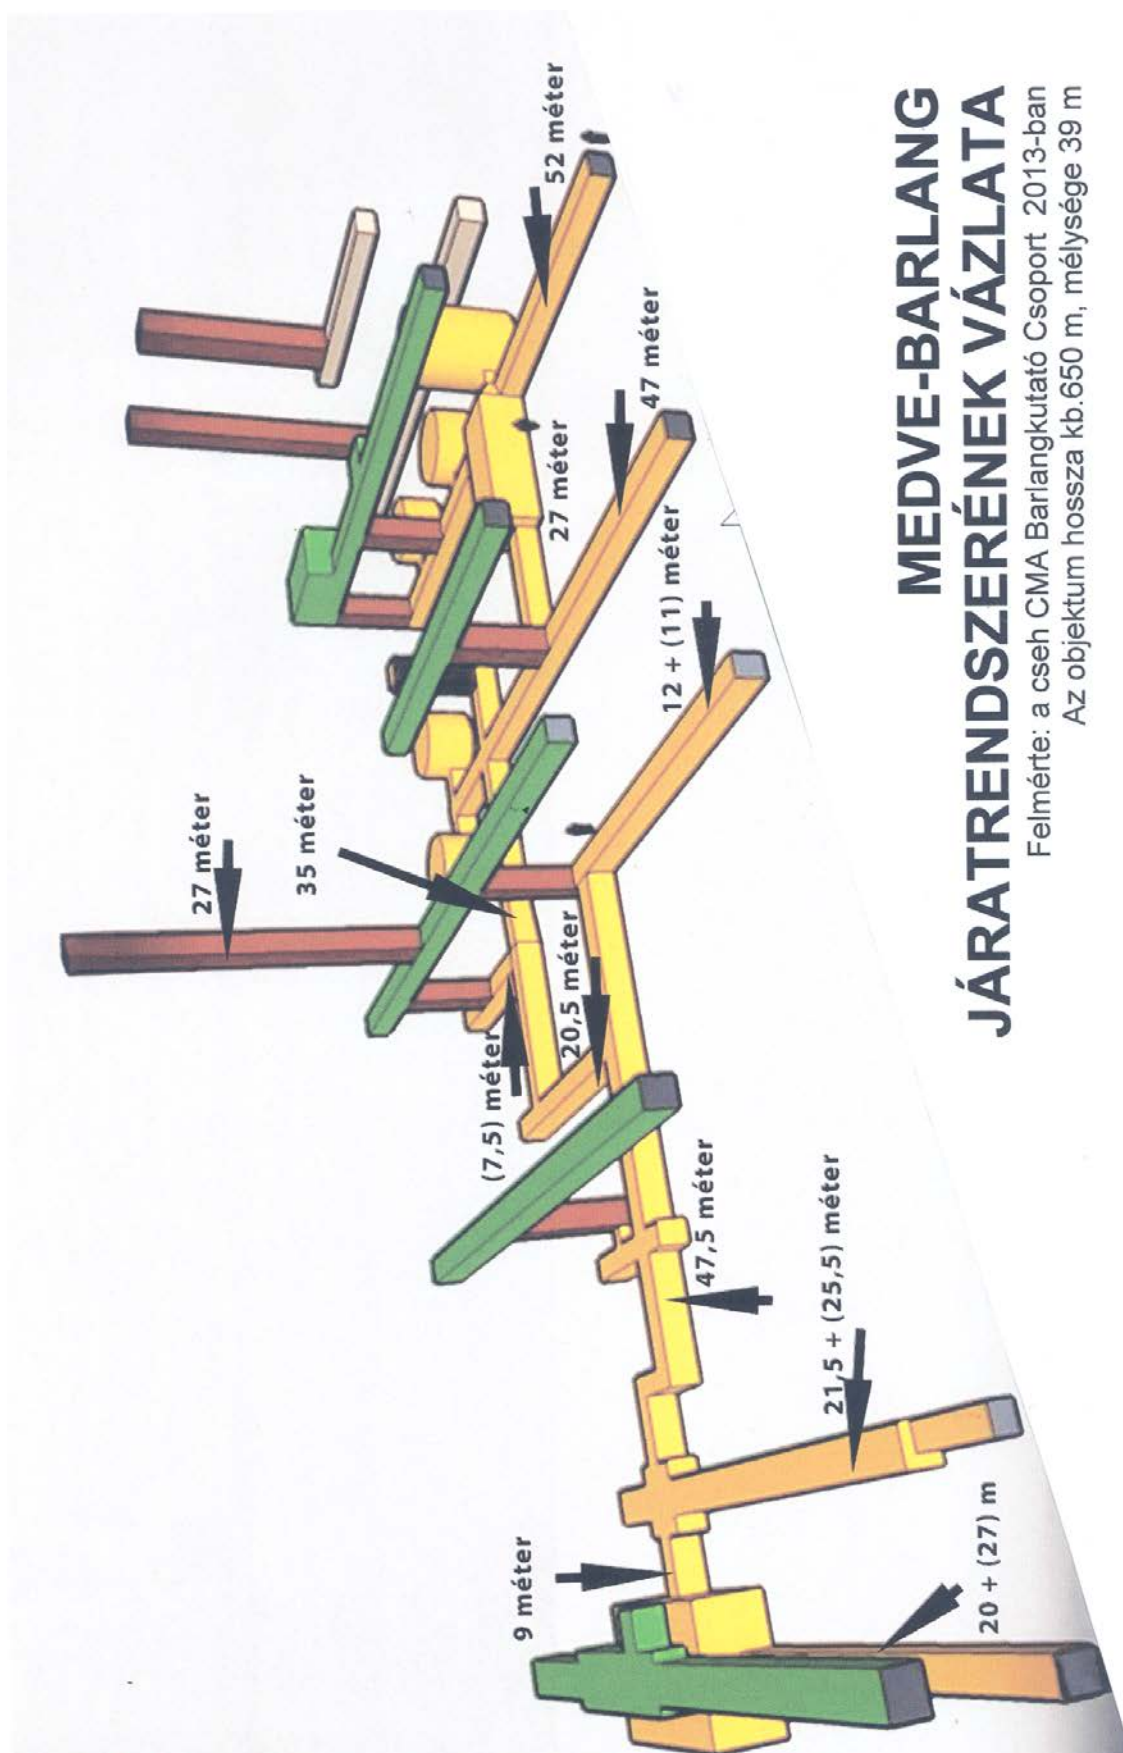 MEDVE-BARLANG
JÁRATRENDSZERÉNEK VÁZLATA
Felmérte: a cseh CMA Barlangkutató Csoport 2013-ban
Az objektum hossza kb.650 m, mélysége 39 m
27 méter
35 méter
52 méter
(7,5) méter
20,5 méter
27 méter
47 méter
9 méter
47,5 méter
12 + (11) méter
21,5 + (25,5) méter
20 + (27) m